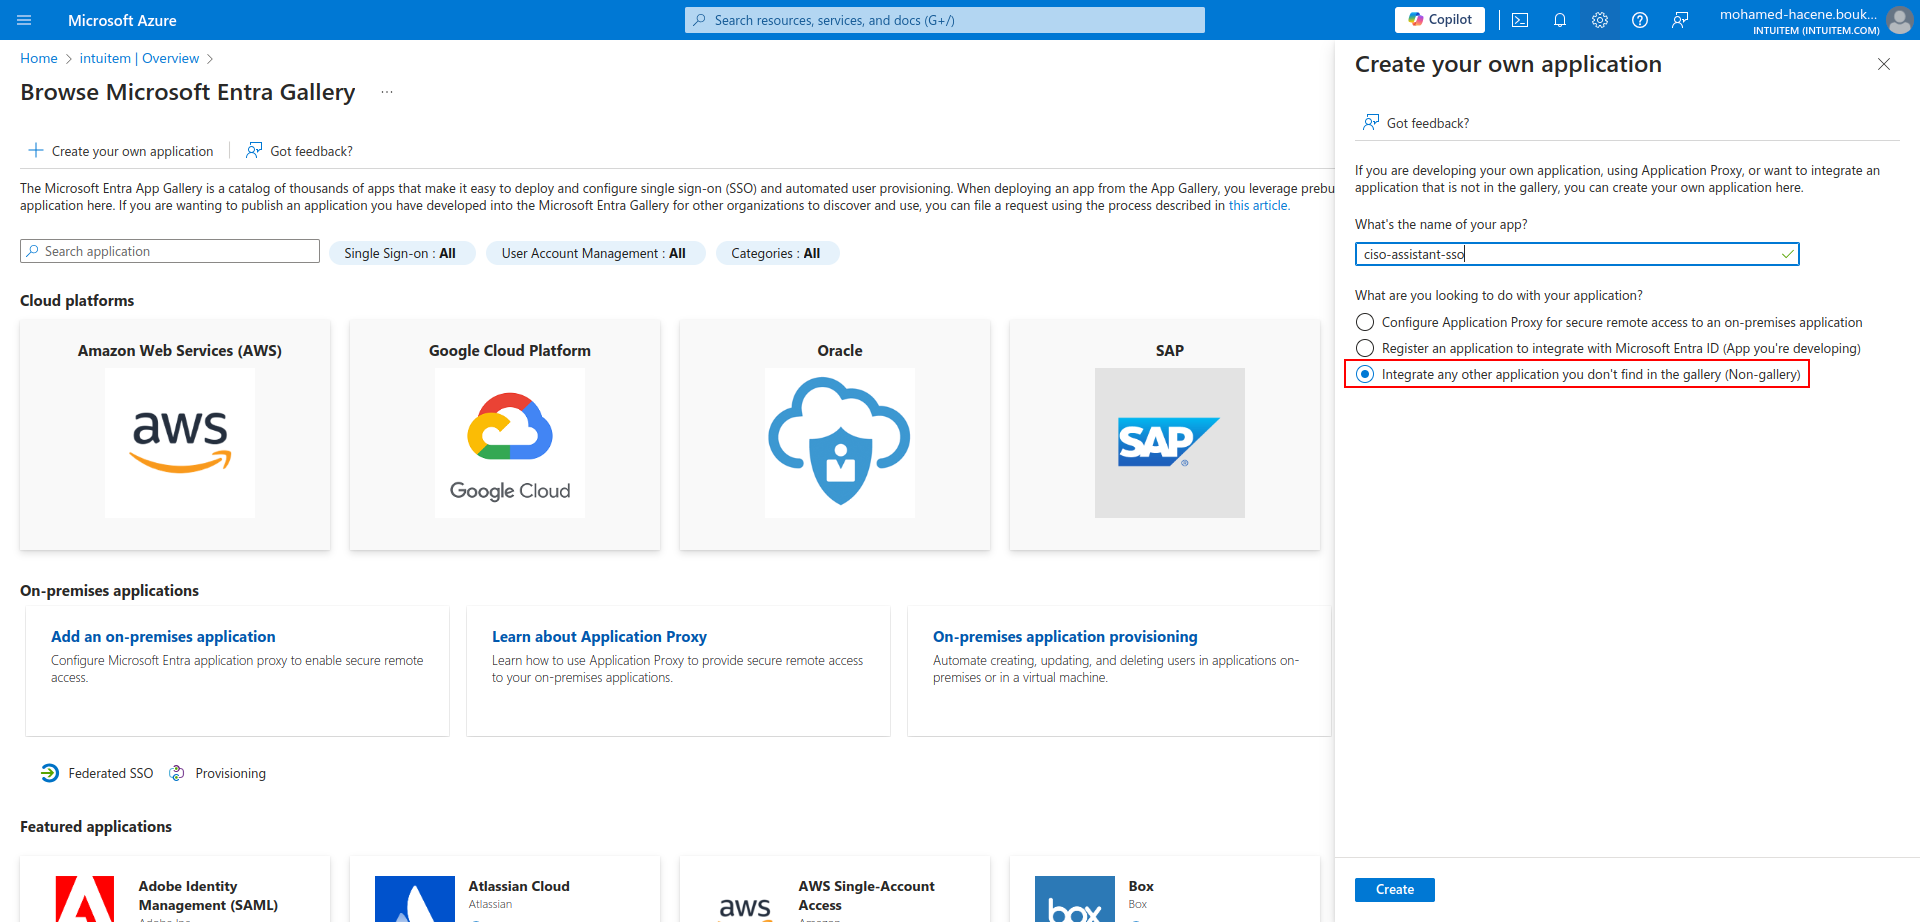 Microsoft Azure
Search resources, services, and docs (G+/)
Copilot
mohamed-hacene.bouk...
INTUITEM (INTUITEM.COM)
Home > intuitem | Overview >
Browse Microsoft Entra Gallery ...
Create your own application
Got feedback?
The Microsoft Entra App Gallery is a catalog of thousands of apps that make it easy to deploy and configure single sign-on (SSO) and automated user provisioning. When deploying an app from the App Gallery, you leverage prebu
application here. If you are wanting to publish an application you have developed into the Microsoft Entra Gallery for other organizations to discover and use, you can file a request using the process described in this article.
Search application
Single Sign-on : All
User Account Management : All
Categories : All
Cloud platforms
Amazon Web Services (AWS)
aws
Google Cloud Platform
Google Cloud
Oracle
SAP
SAP
®
On-premises applications
Add an on-premises application
Configure Microsoft Entra application proxy to enable secure remote
access.
Learn about Application Proxy
Learn how to use Application Proxy to provide secure remote access
to your on-premises applications.
On-premises application provisioning
Automate creating, updating, and deleting users in applications on-
premises or in a virtual machine.
Federated SSO
Provisioning
Featured applications
Adobe Identity
Management (SAML)
Adobe Inc.
Atlassian Cloud
Atlassian
aws
AWS Single-Account
Access
Amazon
box
Box
Box
Create your own application
Got feedback?
If you are developing your own application, using Application Proxy, or want to integrate an
application that is not in the gallery, you can create your own application here.
What's the name of your app?
ciso-assistant-sso
What are you looking to do with your application?
Configure Application Proxy for secure remote access to an on-premises application
Register an application to integrate with Microsoft Entra ID (App you're developing)
Integrate any other application you don't find in the gallery (Non-gallery)
Create